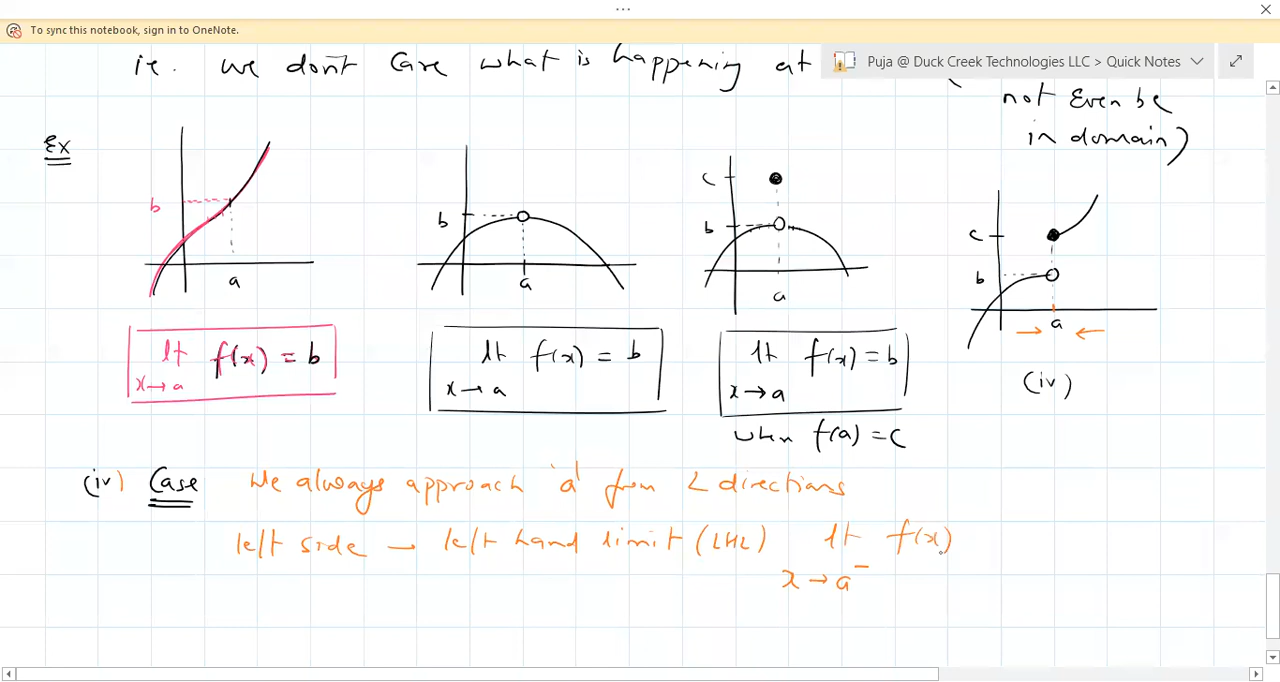 To sync this notebook, sign in to OneNote.
ie. we don't care what is happening at
Puja @ Duck Creek Technologies LLC > Quick Notes
not Even be
in domain)
Ex
b
a
b
a
c
b
a
c
b
a
→ ←
(iv)
lt f(x) = b
x→a
lt f(x) = b
x→a
lt f(x) = b
x→a
when f(a) = c
(iv) Case We always approach 'a' from 2 directions
left side → left hand limit (LHL) lt f(x)
x→a⁻